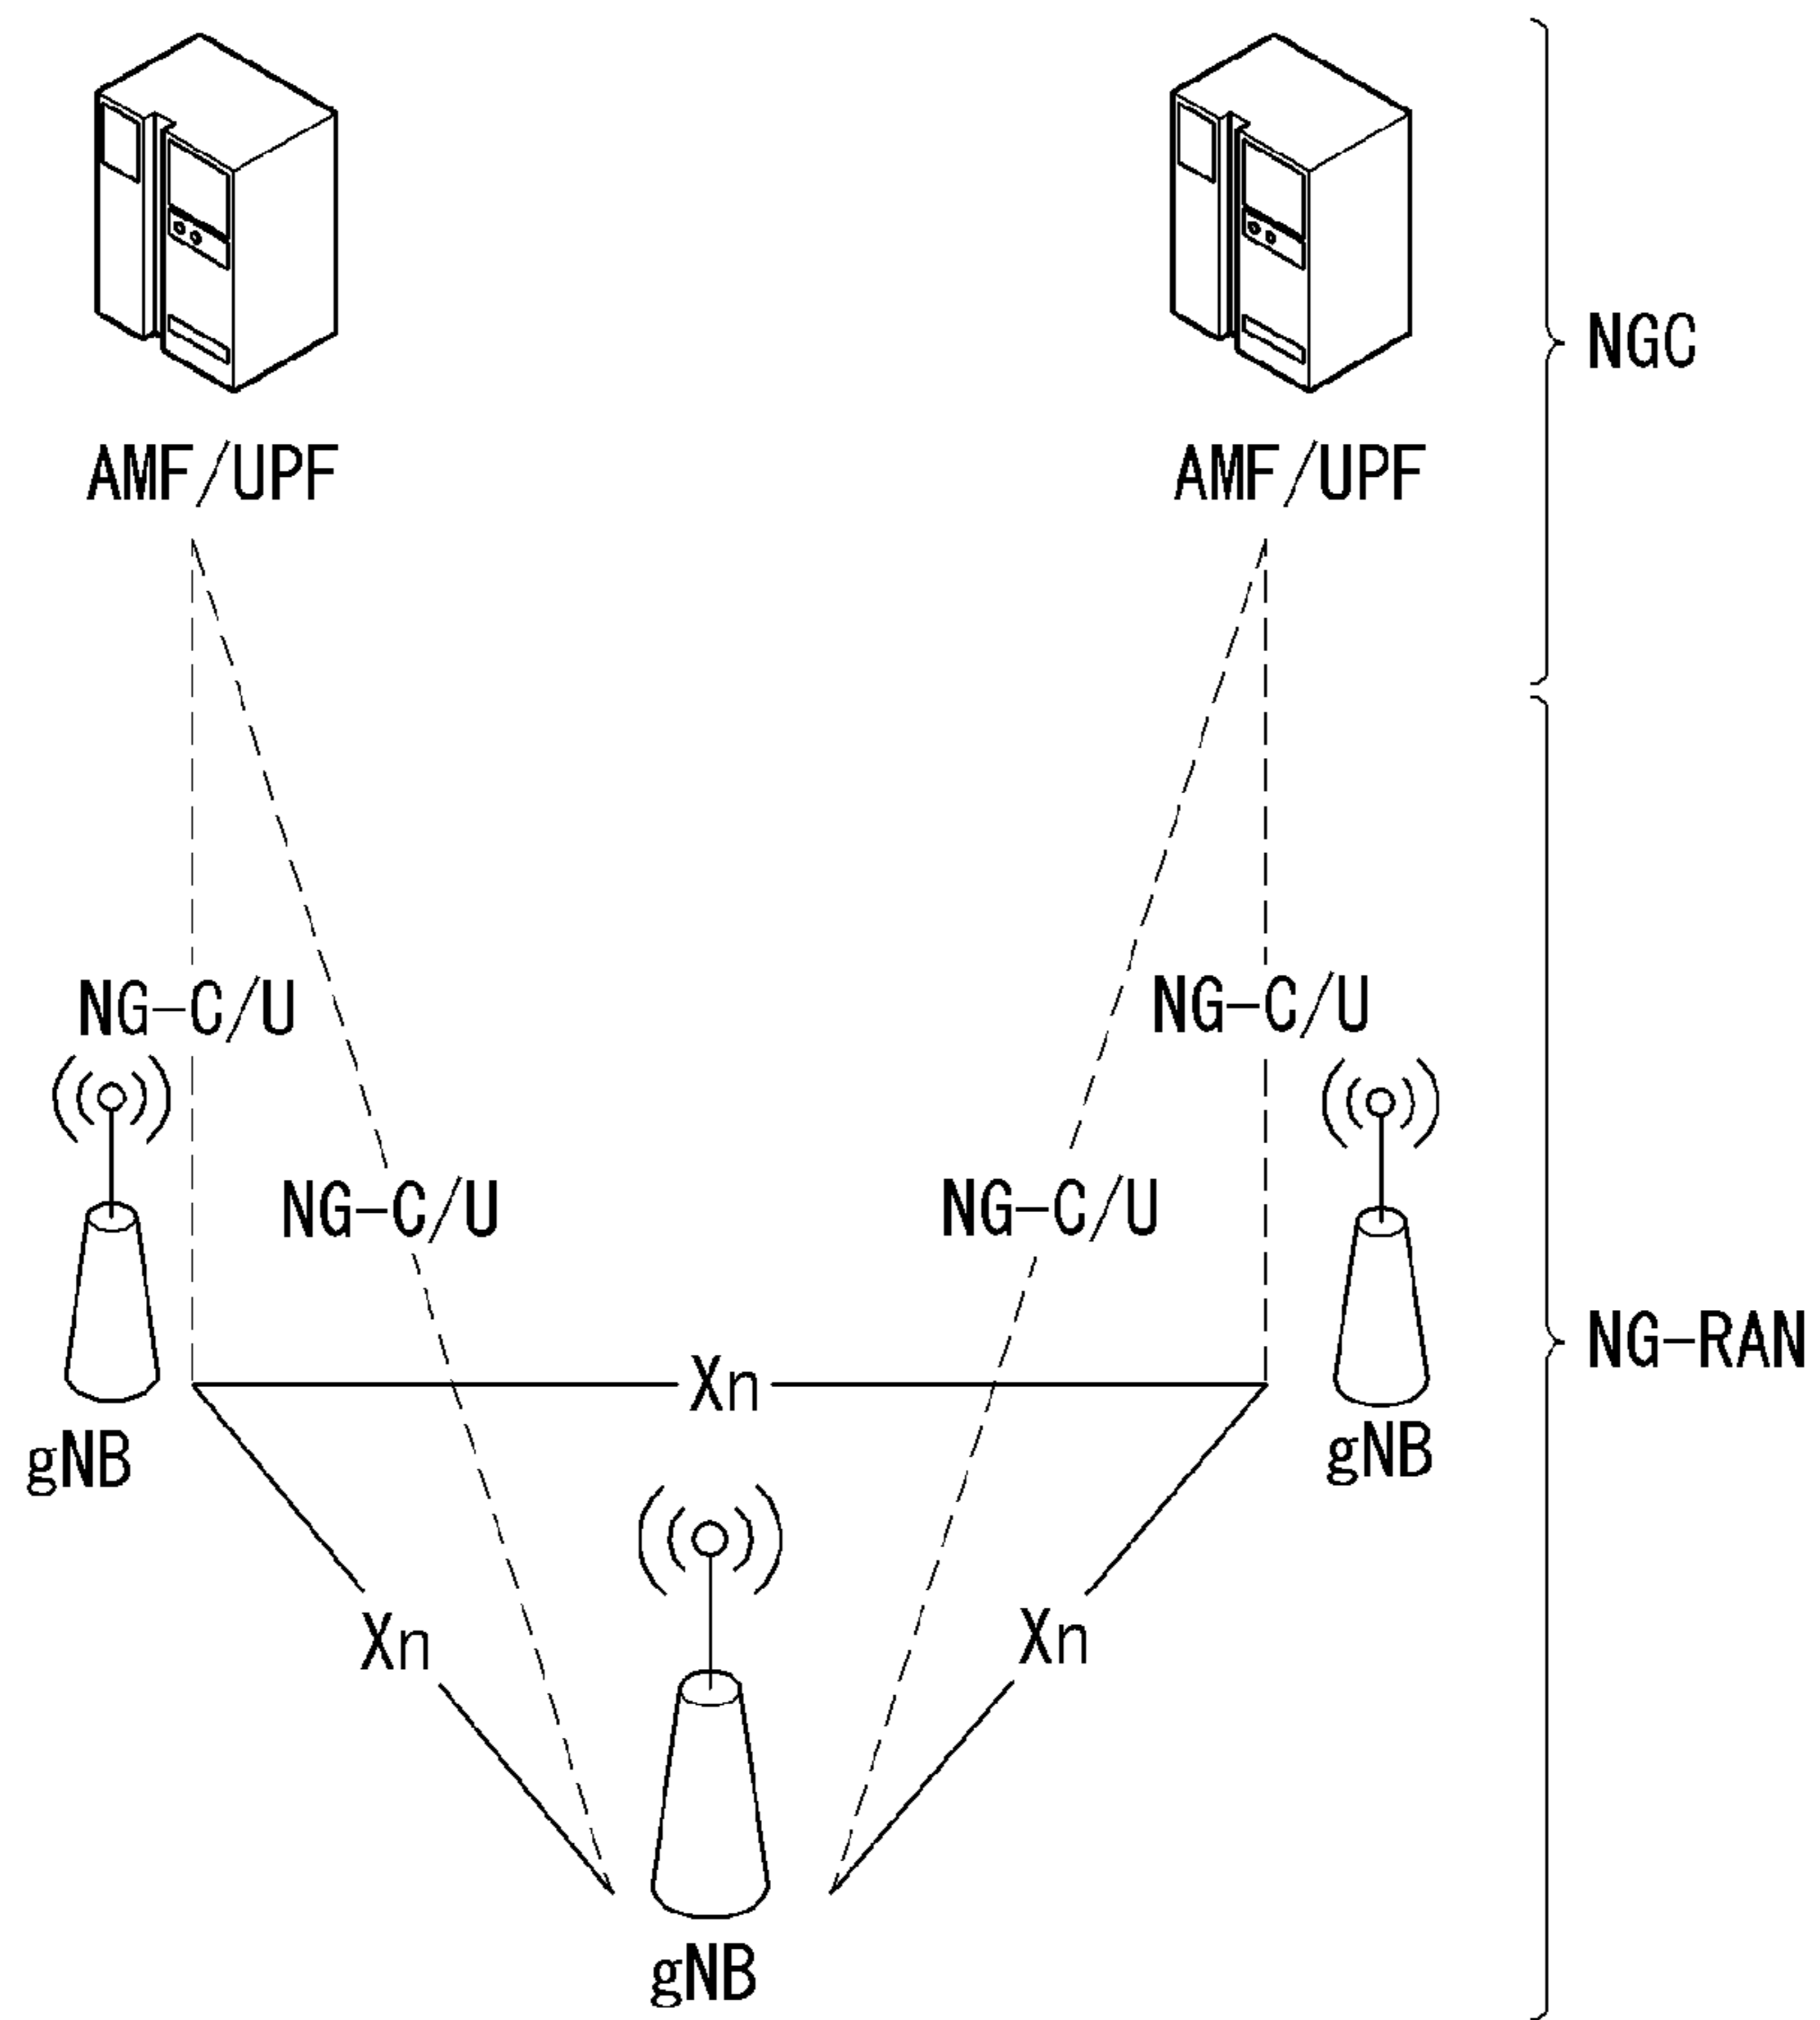 NGC
AMF/UPF
AMF/UPF
NG-C/U
NG-C/U
NG-C/U
NG-C/U
NG-RAN
Xn
gNB
gNB
Xn
Xn
gNB